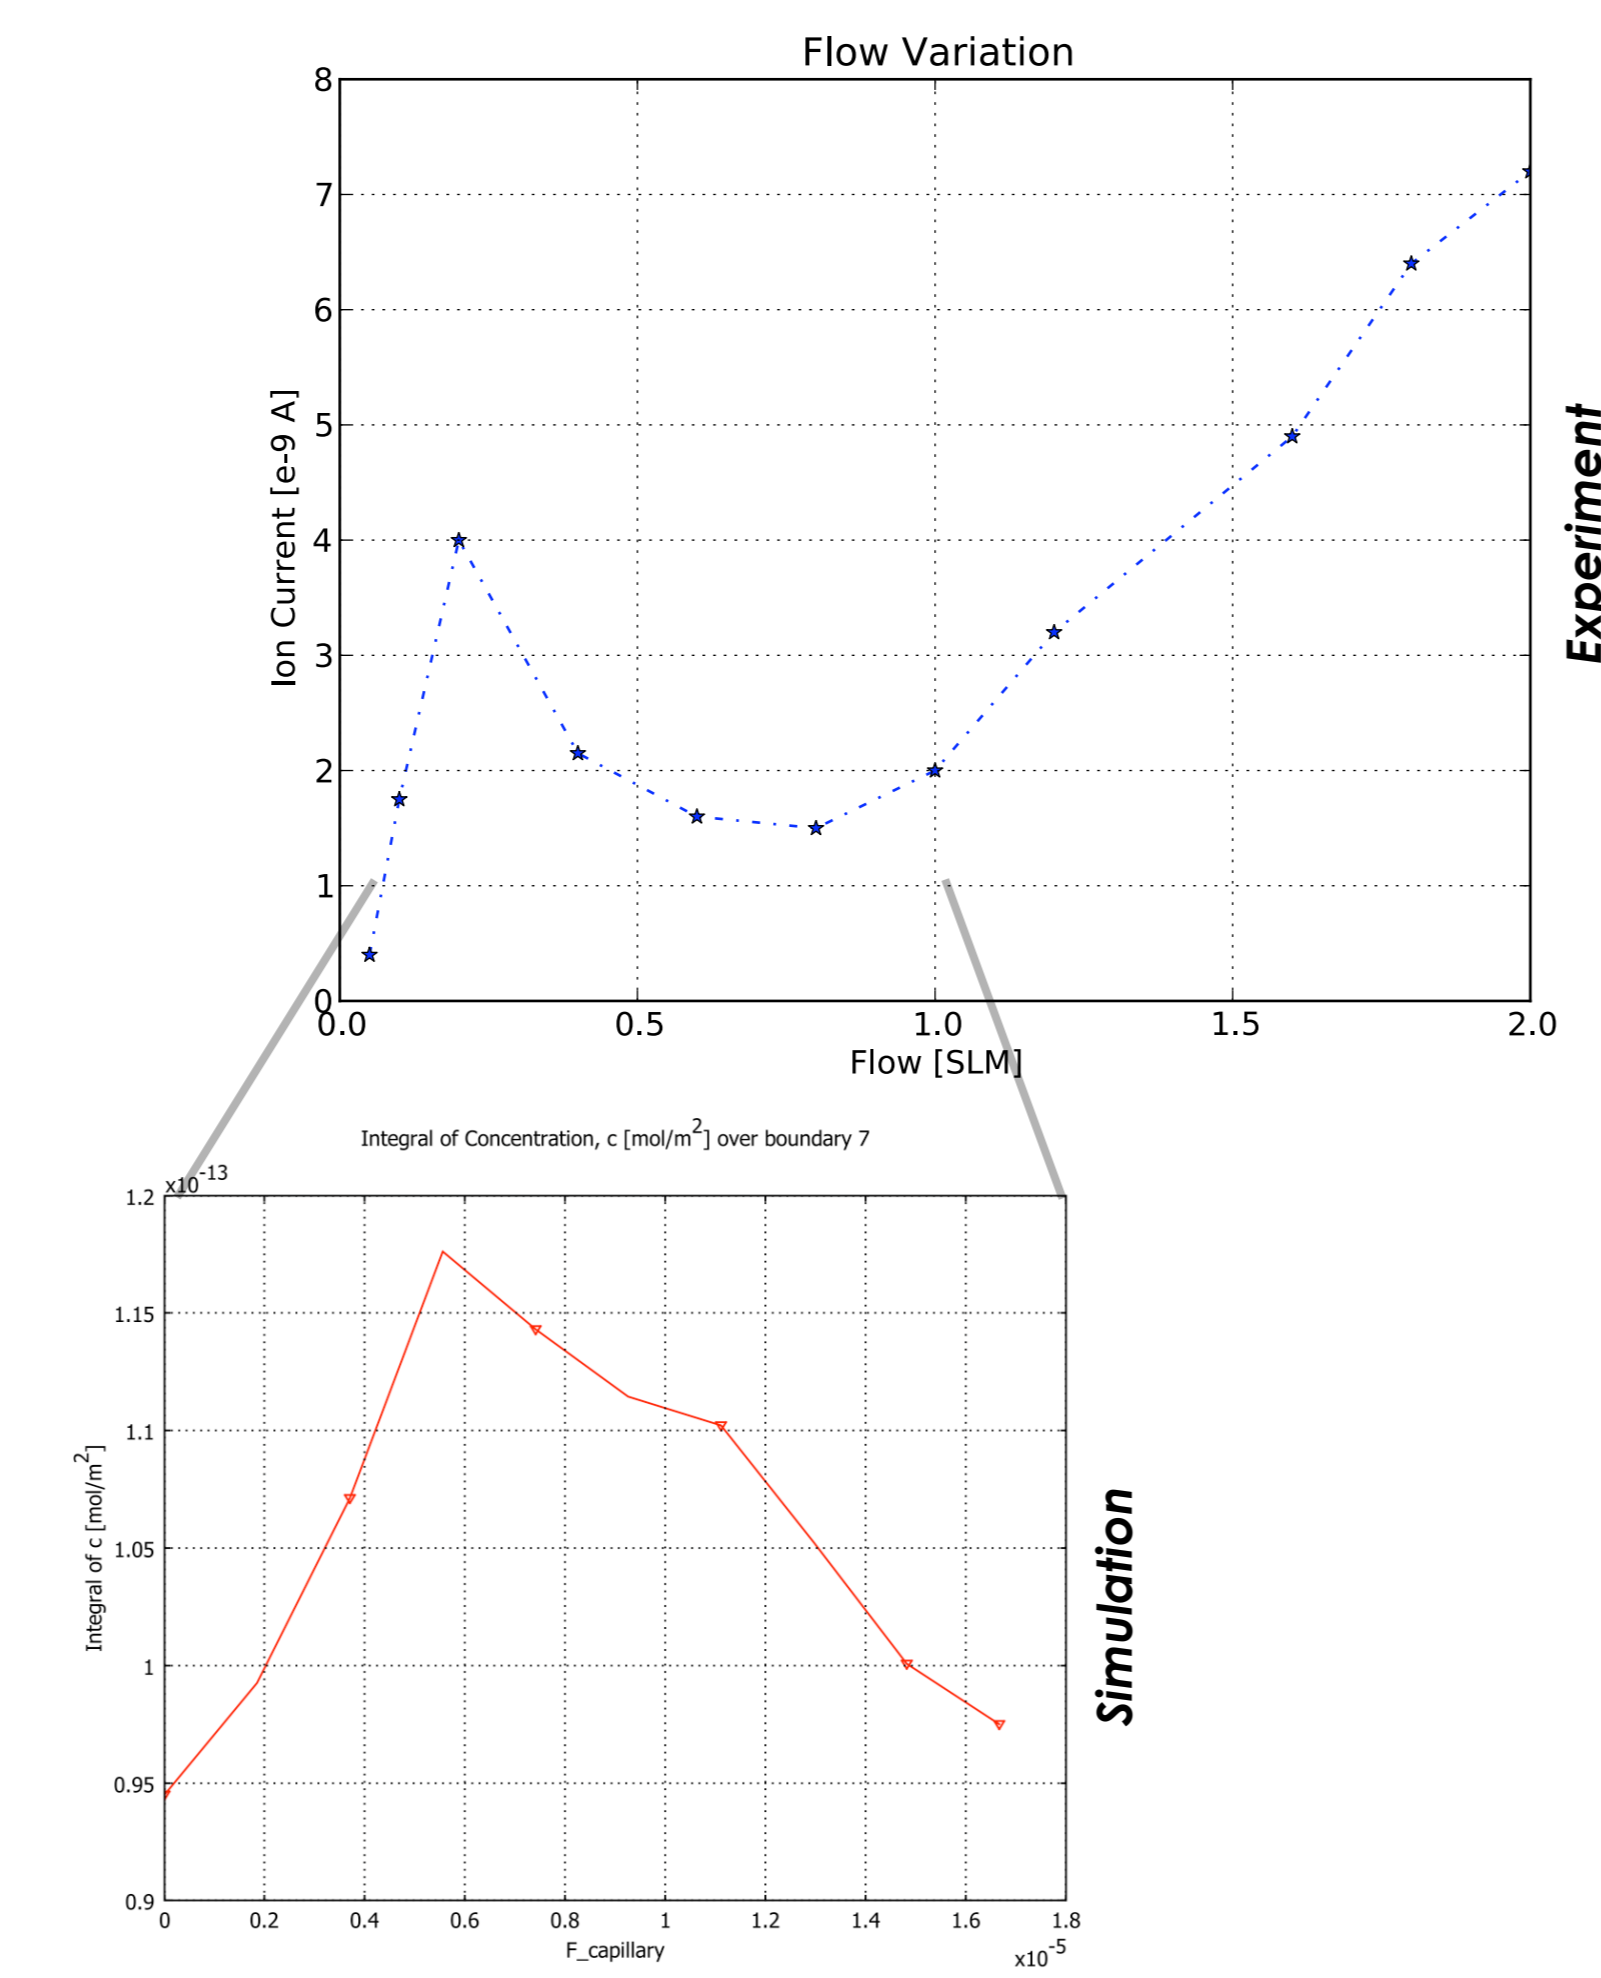 Flow Variation
8
7
6
5
4
3
2
1
0
Ion Current [e-9 A]
0.0 0.5 1.0 1.5 2.0
Flow [SLM]
Experiment
Integral of Concentration, c [mol/m²] over boundary 7
x10⁻¹³
1.2
1.15
1.1
1.05
1
0.95
0.9
Integral of c [mol/m²]
0 0.2 0.4 0.6 0.8 1 1.2 1.4 1.6 1.8
F_capillary
x10⁻⁵
Simulation